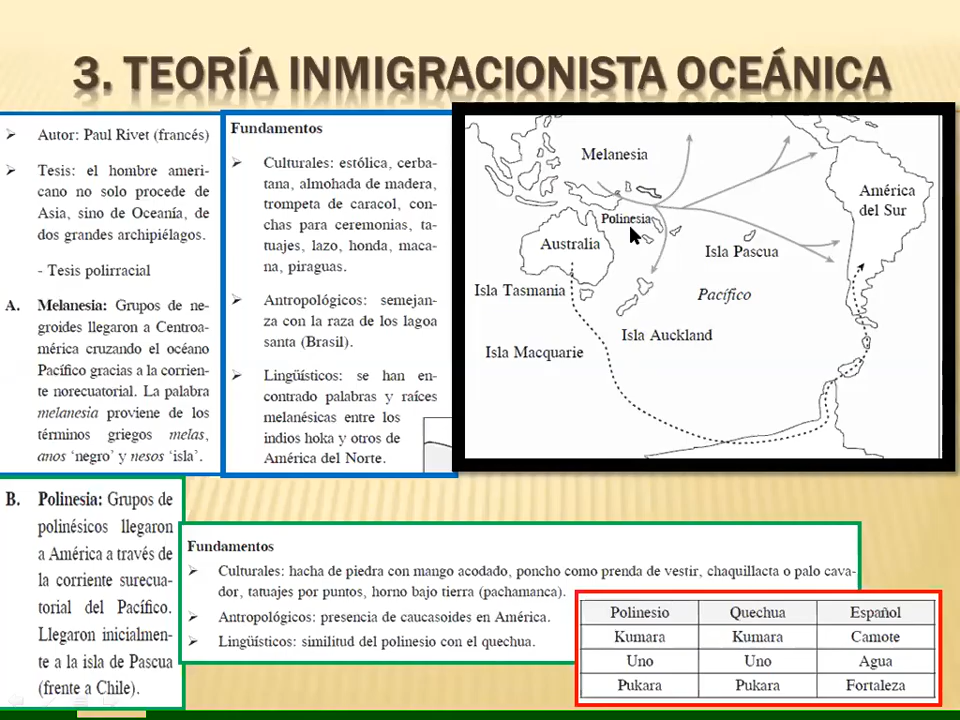 3. TEORÍA INMIGRACIONISTA OCEÁNICA
Autor: Paul Rivet (francés)
Tesis: el hombre ameri-
cano no solo procede de
Asia, sino de Oceanía, de
dos grandes archipiélagos.
- Tesis polirracial
A. Melanesia: Grupos de ne-
groides llegaron a Centroa-
mérica cruzando el océano
Pacífico gracias a la corrien-
te norecuatorial. La palabra
melanesia proviene de los
términos griegos melas,
anos ‘negro’ y nesos ‘isla’.
Fundamentos
Culturales: estólica, cerba-
tana, almohada de madera,
trompeta de caracol, con-
chas para ceremonias, ta-
tuajes, lazo, honda, maca-
na, piraguas.
Antropológicos: semejan-
za con la raza de los lagoa
santa (Brasil).
Lingüísticos: se han en-
contrado palabras y raíces
melanésicas entre los
indios hoka y otros de
América del Norte.
Melanesia
Polinesia
Australia
América
del Sur
Isla Pascua
Isla Tasmania
Pacífico
Isla Auckland
Isla Macquarie
B. Polinesia: Grupos de
polinésicos llegaron
a América a través de
la corriente surecua-
torial del Pacífico.
Llegaron inicialmen-
te a la isla de Pascua
(frente a Chile).
Fundamentos
Culturales: hacha de piedra con mango acodado, poncho como prenda de vestir, chaquillacta o palo cava-
dor, tatuajes por puntos, horno bajo tierra (pachamanca).
Antropológicos: presencia de caucasoides en América.
Lingüísticos: similitud del polinesio con el quechua.
Polinesio Quechua Español
Kumara Kumara Camote
Uno Uno Agua
Pukara Pukara Fortaleza